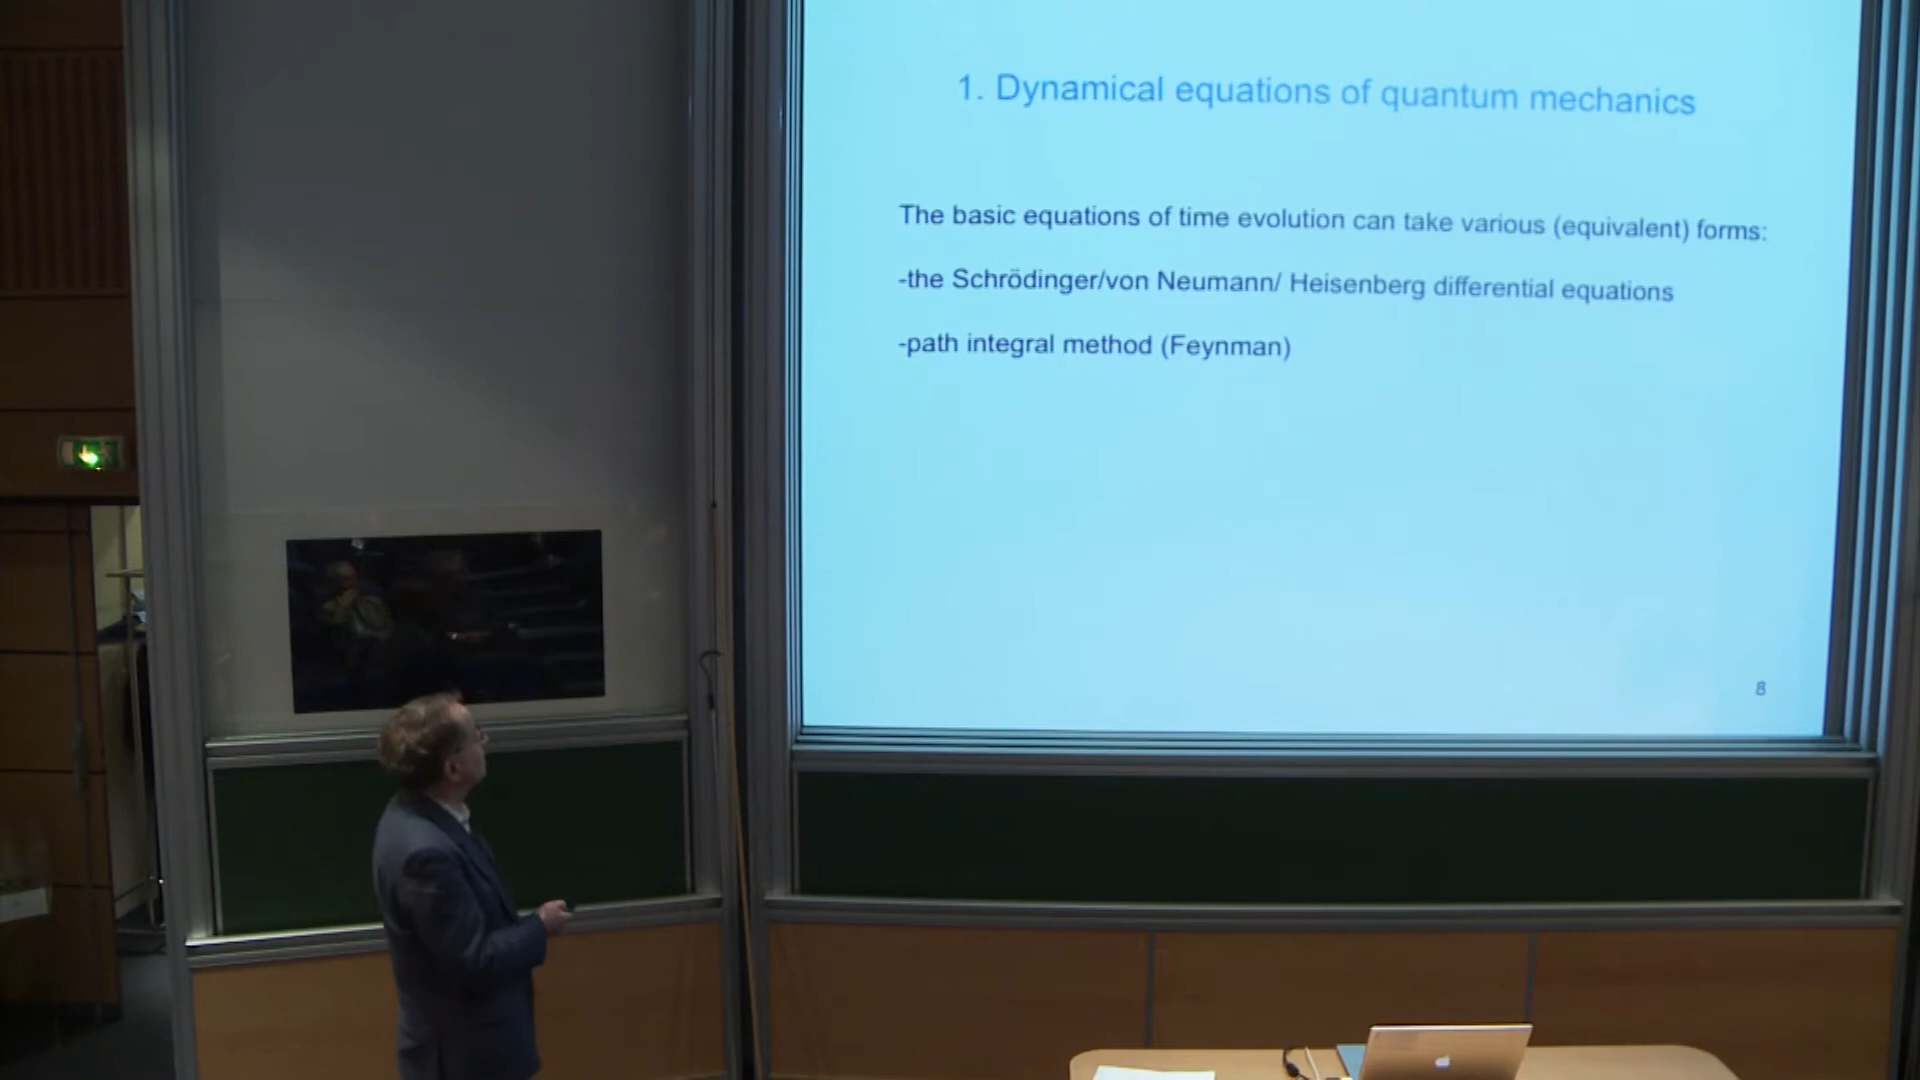 1. Dynamical equations of quantum mechanics
The basic equations of time evolution can take various (equivalent) forms:
-the Schrödinger/von Neumann/ Heisenberg differential equations
-path integral method (Feynman)
8